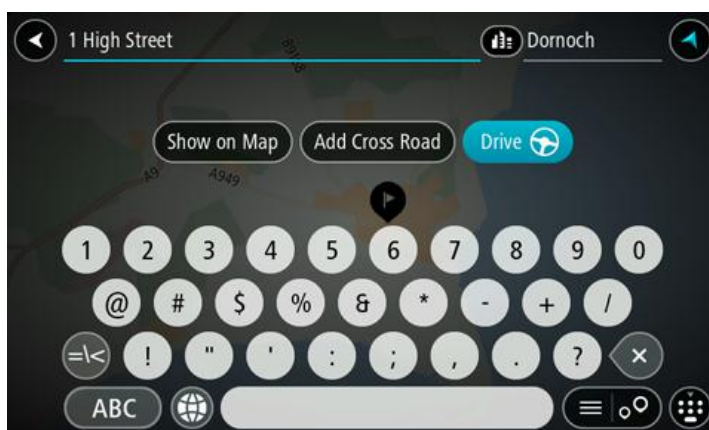 1 High Street Dornoch
B9168
Show on Map Add Cross Road Drive
A9 A949
1 2 3 4 5 6 7 8 9 0
@ # $ % & * - + /
=\< ! " ' : ; , . ?
ABC